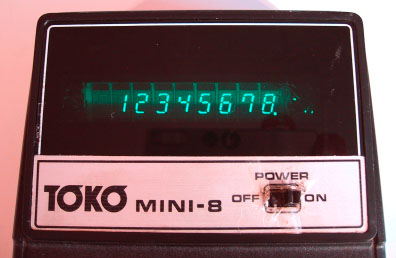 12345678.
POWER
TOKO MINI-8 OFF ON